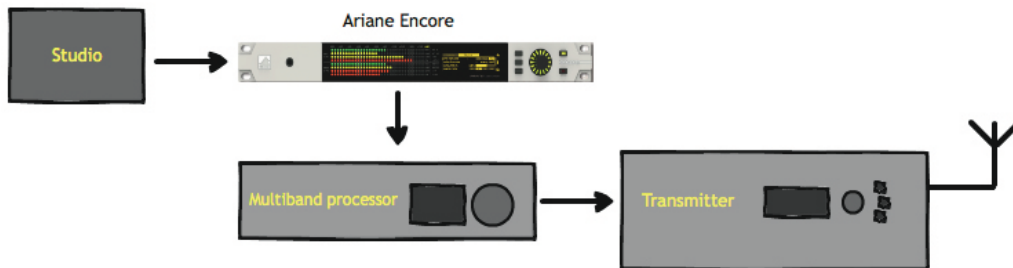 Ariane Encore
Studio
Multiband processor
Transmitter